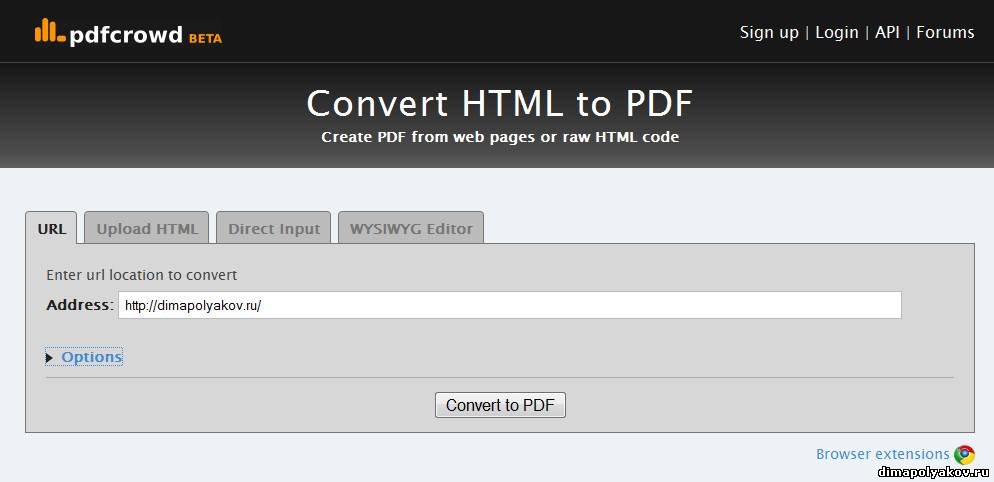 pdfcrowd BETA
Sign up | Login | API | Forums
Convert HTML to PDF
Create PDF from web pages or raw HTML code
URL Upload HTML Direct Input WYSIWYG Editor
Enter url location to convert
Address: http://dimapolyakov.ru/
Options
Convert to PDF
Browser extensions
dimapolyakov.ru